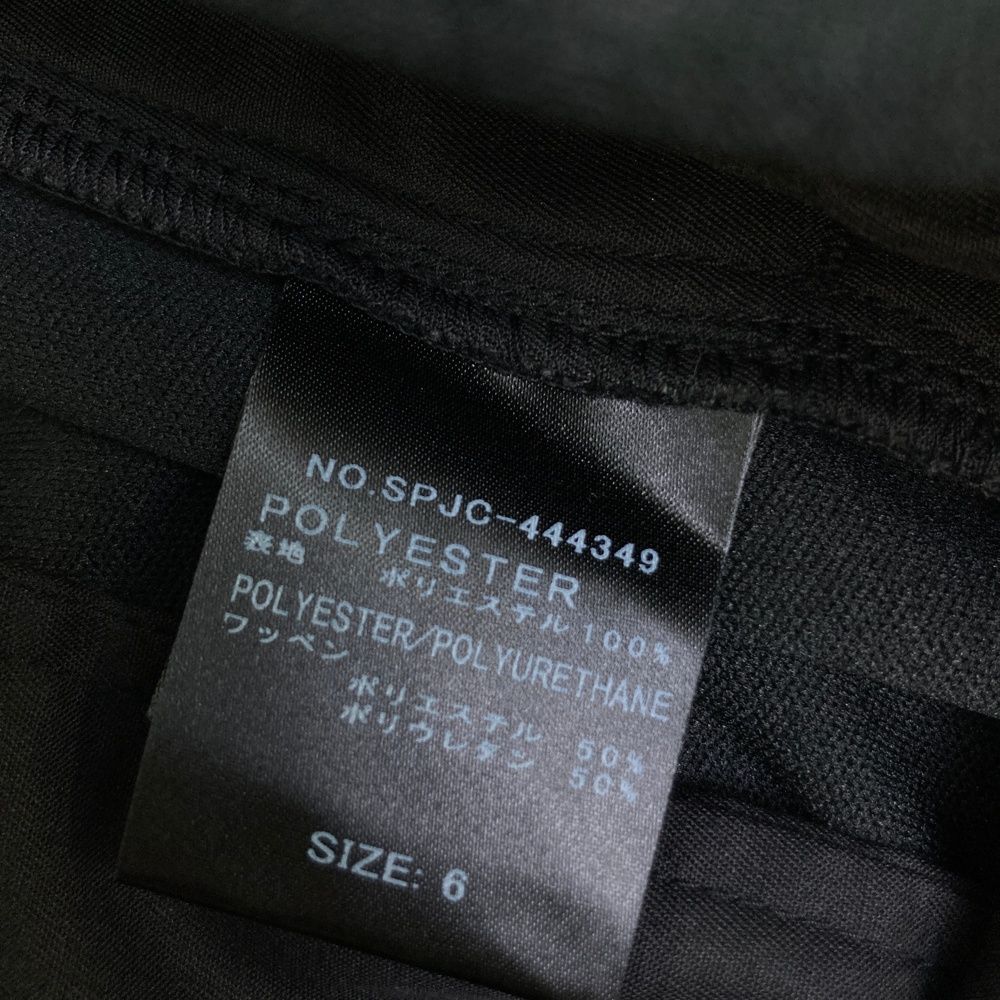 NO.SPJC-444349
POLYESTER
表地 ポリエステル100%
POLYESTER/POLYURETHANE
ワッペン
ポリエステル 50%
ポリウレタン 50%
SIZE: 6